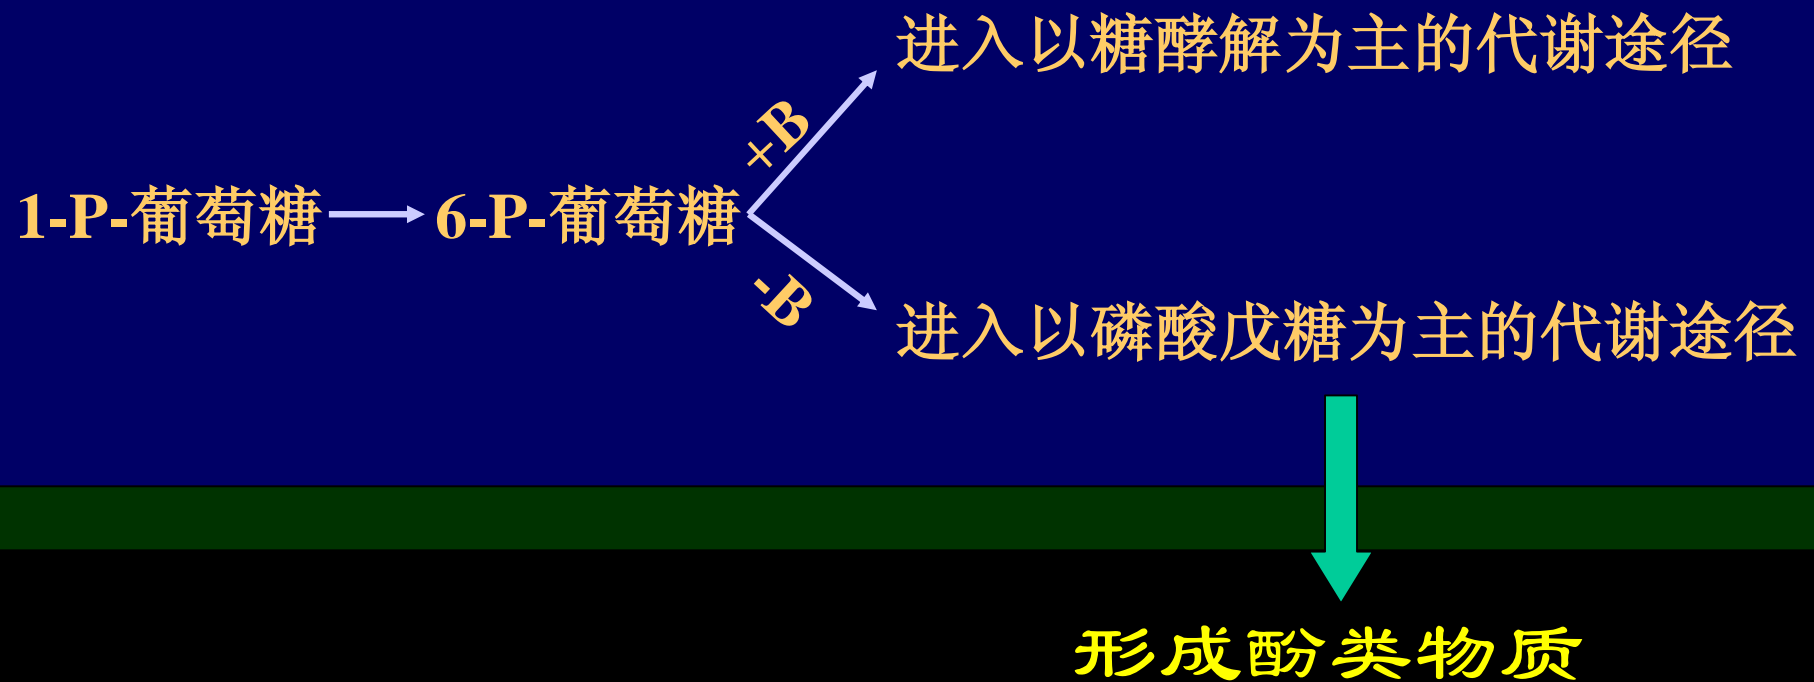 进入以糖酵解为主的代谢途径
+B
1-P-葡萄糖
6-P-葡萄糖
-B
进入以磷酸戊糖为主的代谢途径
形成酚类物质